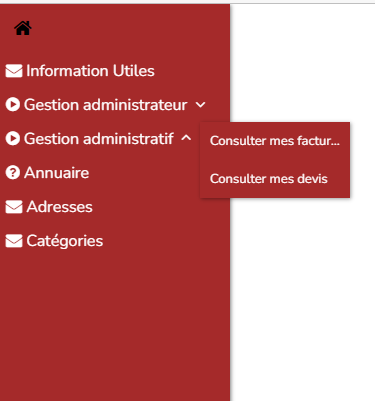 Information Utiles
Gestion administrateur
Gestion administratif
Consulter mes factur...
Consulter mes devis
Annuaire
Adresses
Catégories